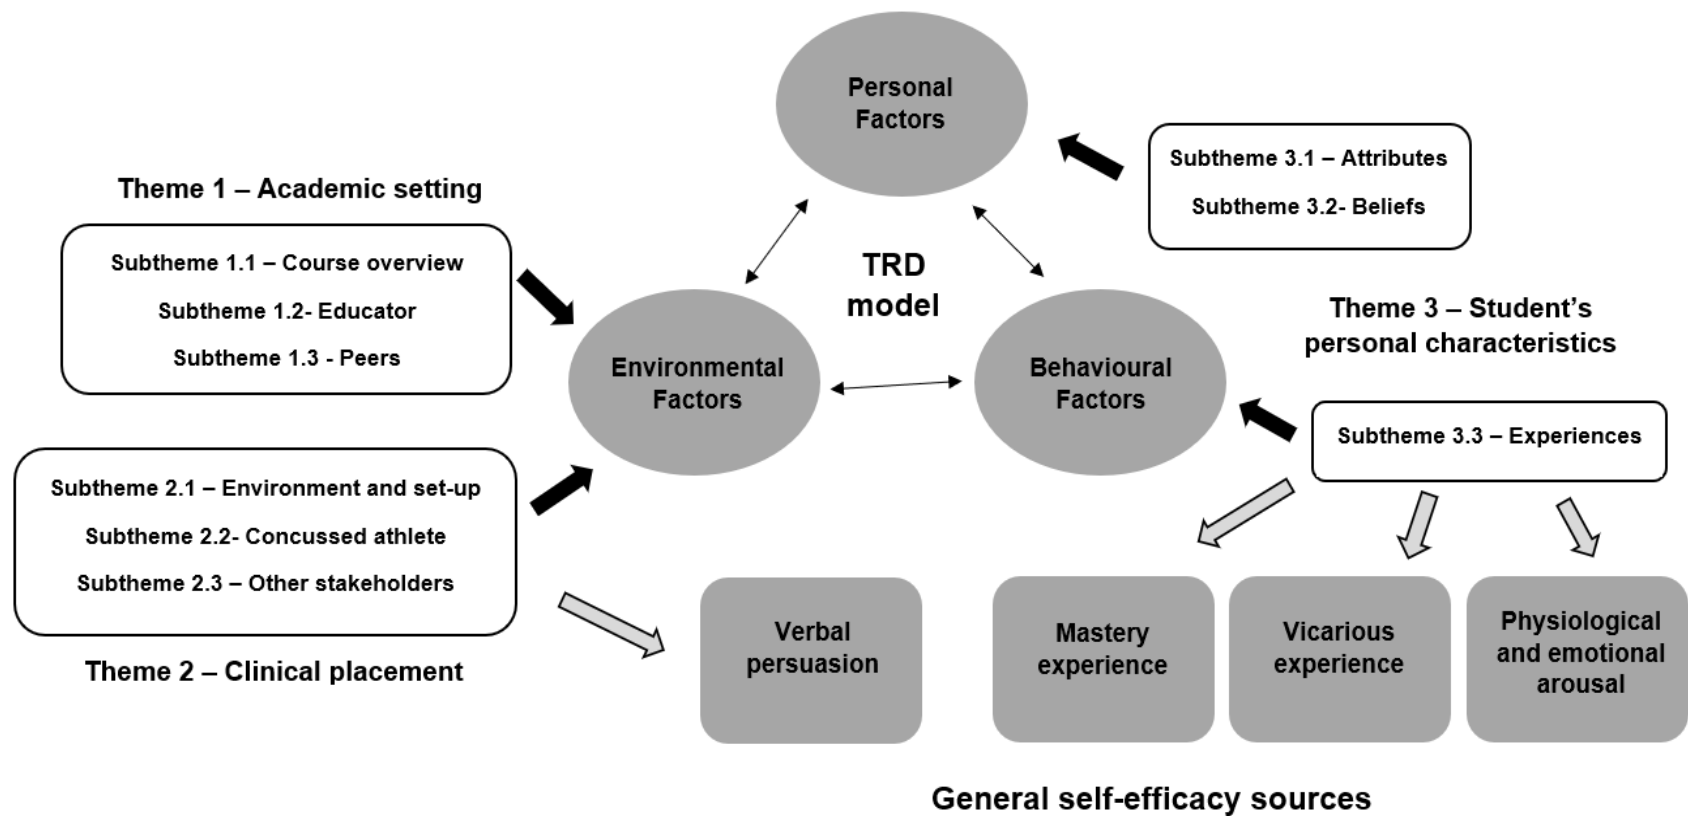 Personal
Factors
Theme 1 – Academic setting
Subtheme 1.1 – Course overview
Subtheme 1.2- Educator
Subtheme 1.3 - Peers
Subtheme 3.1 – Attributes
Subtheme 3.2- Beliefs
TRD
model
Environmental
Factors
Behavioural
Factors
Theme 3 – Student’s
personal characteristics
Subtheme 3.3 – Experiences
Subtheme 2.1 – Environment and set-up
Subtheme 2.2- Concussed athlete
Subtheme 2.3 – Other stakeholders
Theme 2 – Clinical placement
Verbal
persuasion
Mastery
experience
Vicarious
experience
Physiological
and emotional
arousal
General self-efficacy sources